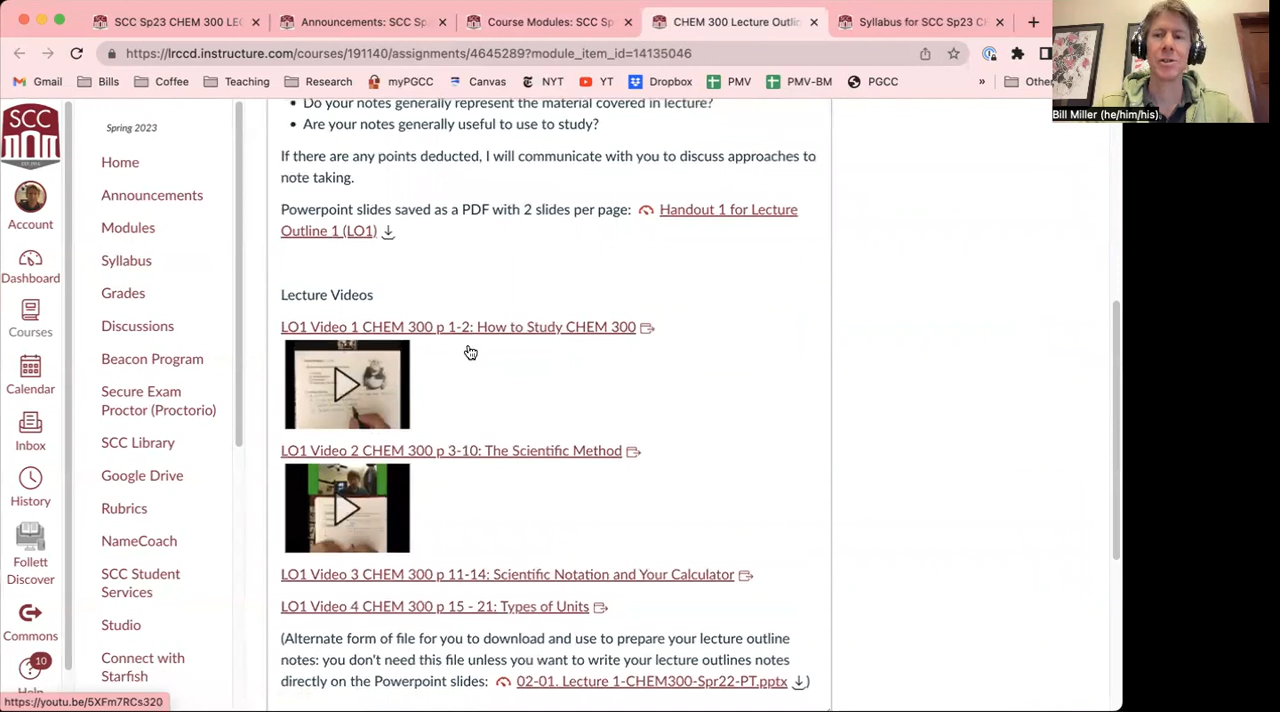 SCC Sp23 CHEM 300 LEC
Announcements: SCC Sp
Course Modules: SCC Sp
CHEM 300 Lecture Outlin
Syllabus for SCC Sp23 CH
https://lrccd.instructure.com/courses/191140/assignments/4645289?module_item_id=14135046
Gmail
Bills
Coffee
Teaching
Research
myPGCC
Canvas
NYT
YT
Dropbox
PMV
PMV-BM
PGCC
»
Other
Bill Miller (he/him/his)
SCC
Account
Dashboard
Courses
Calendar
Inbox
History
Follett
Discover
Commons
10
Help
Spring 2023
Home
Announcements
Modules
Syllabus
Grades
Discussions
Beacon Program
Secure Exam
Proctor (Proctorio)
SCC Library
Google Drive
Rubrics
NameCoach
SCC Student
Services
Studio
Connect with
Starfish
• Do your notes generally represent the material covered in lecture?
• Are your notes generally useful to use to study?
If there are any points deducted, I will communicate with you to discuss approaches to
note taking.
Powerpoint slides saved as a PDF with 2 slides per page: Handout 1 for Lecture
Outline 1 (LO1)
Lecture Videos
LO1 Video 1 CHEM 300 p 1-2: How to Study CHEM 300
LO1 Video 2 CHEM 300 p 3-10: The Scientific Method
LO1 Video 3 CHEM 300 p 11-14: Scientific Notation and Your Calculator
LO1 Video 4 CHEM 300 p 15 - 21: Types of Units
(Alternate form of file for you to download and use to prepare your lecture outline
notes: you don't need this file unless you want to write your lecture outlines notes
directly on the Powerpoint slides: 02-01. Lecture 1-CHEM300-Spr22-PT.pptx )
https://youtu.be/5XFm7RCs320